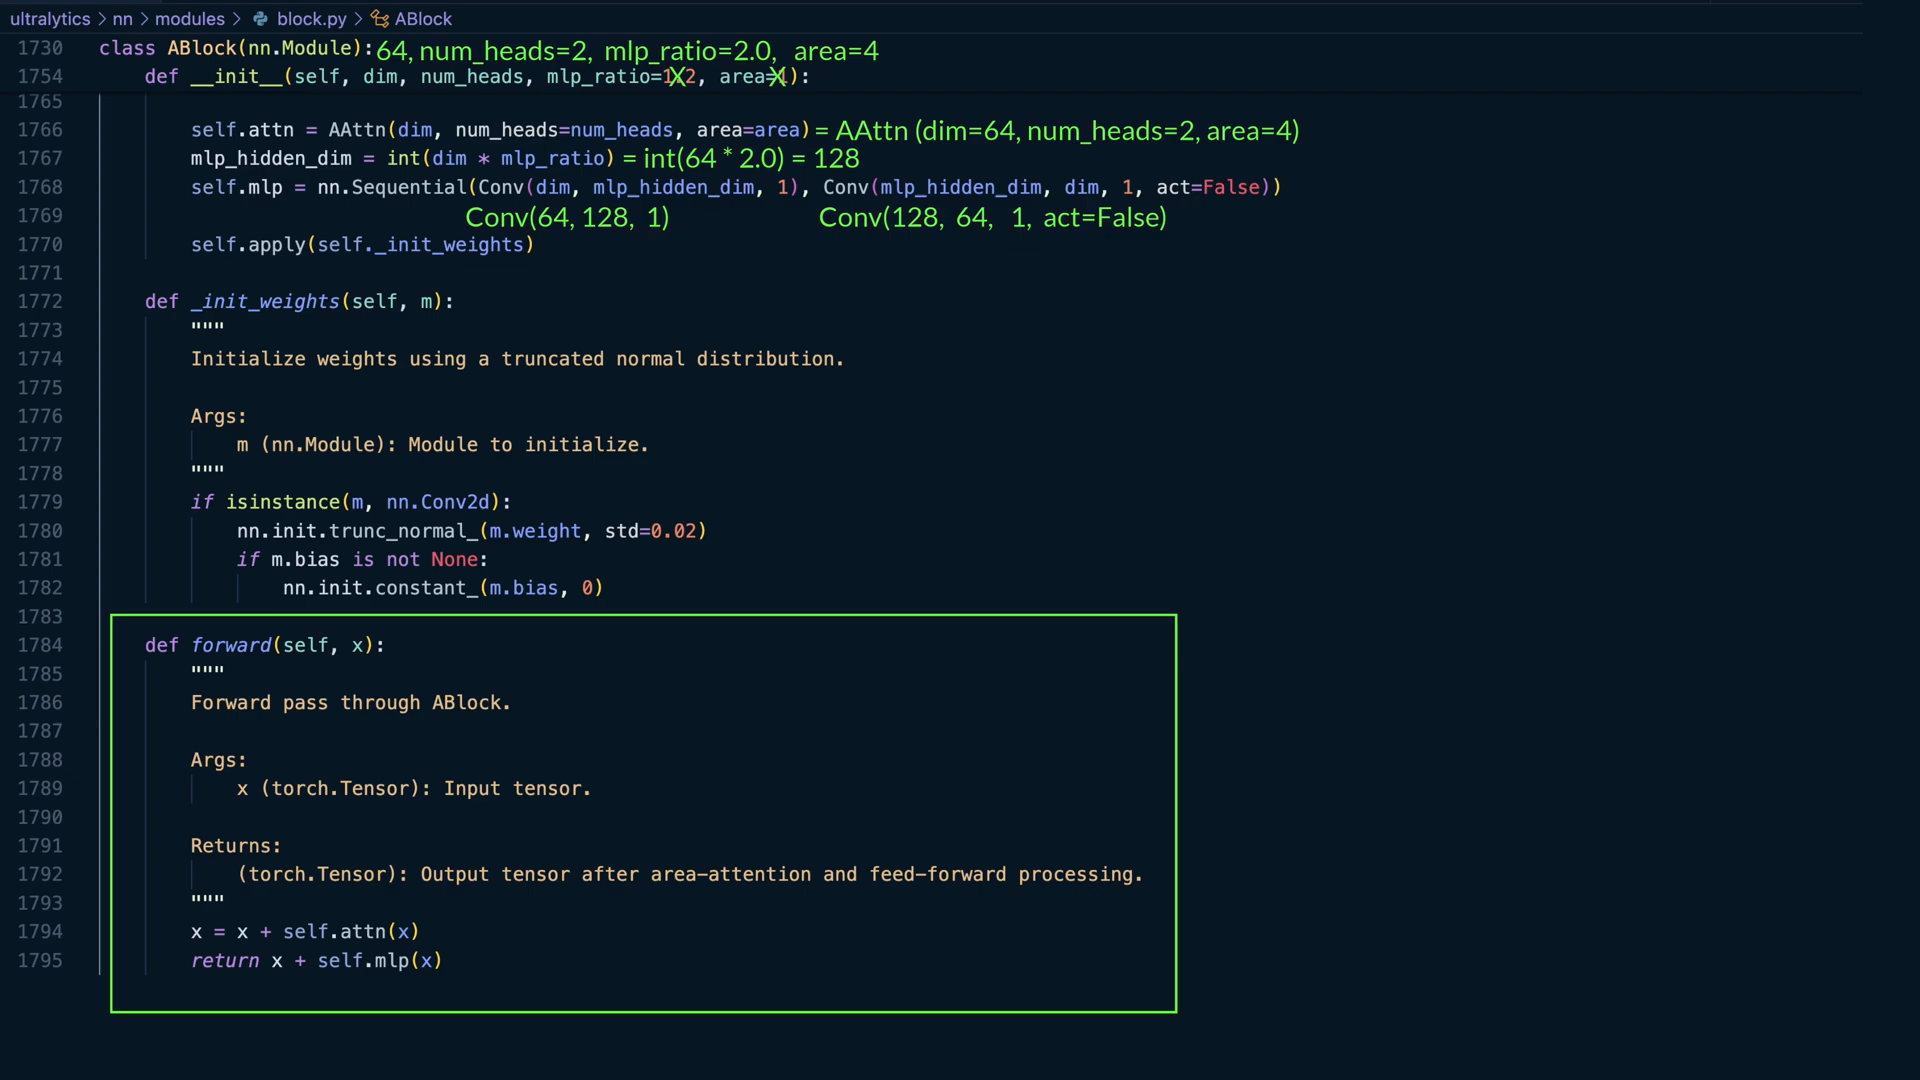 ultralytics > nn > modules > block.py > ABlock
1730 class ABlock(nn.Module): 64, num_heads=2, mlp_ratio=2.0, area=4
1754 def __init__(self, dim, num_heads, mlp_ratio=1.2, area=1):
1765
1766 self.attn = AAttn(dim, num_heads=num_heads, area=area) = AAttn (dim=64, num_heads=2, area=4)
1767 mlp_hidden_dim = int(dim * mlp_ratio) = int(64 * 2.0) = 128
1768 self.mlp = nn.Sequential(Conv(dim, mlp_hidden_dim, 1), Conv(mlp_hidden_dim, dim, 1, act=False))
1769 Conv(64, 128, 1) Conv(128, 64, 1, act=False)
1770 self.apply(self._init_weights)
1771
1772 def _init_weights(self, m):
1773 """
1774 Initialize weights using a truncated normal distribution.
1775
1776 Args:
1777 m (nn.Module): Module to initialize.
1778 """
1779 if isinstance(m, nn.Conv2d):
1780 nn.init.trunc_normal_(m.weight, std=0.02)
1781 if m.bias is not None:
1782 nn.init.constant_(m.bias, 0)
1783
1784 def forward(self, x):
1785 """
1786 Forward pass through ABlock.
1787
1788 Args:
1789 x (torch.Tensor): Input tensor.
1790
1791 Returns:
1792 (torch.Tensor): Output tensor after area-attention and feed-forward processing.
1793 """
1794 x = x + self.attn(x)
1795 return x + self.mlp(x)